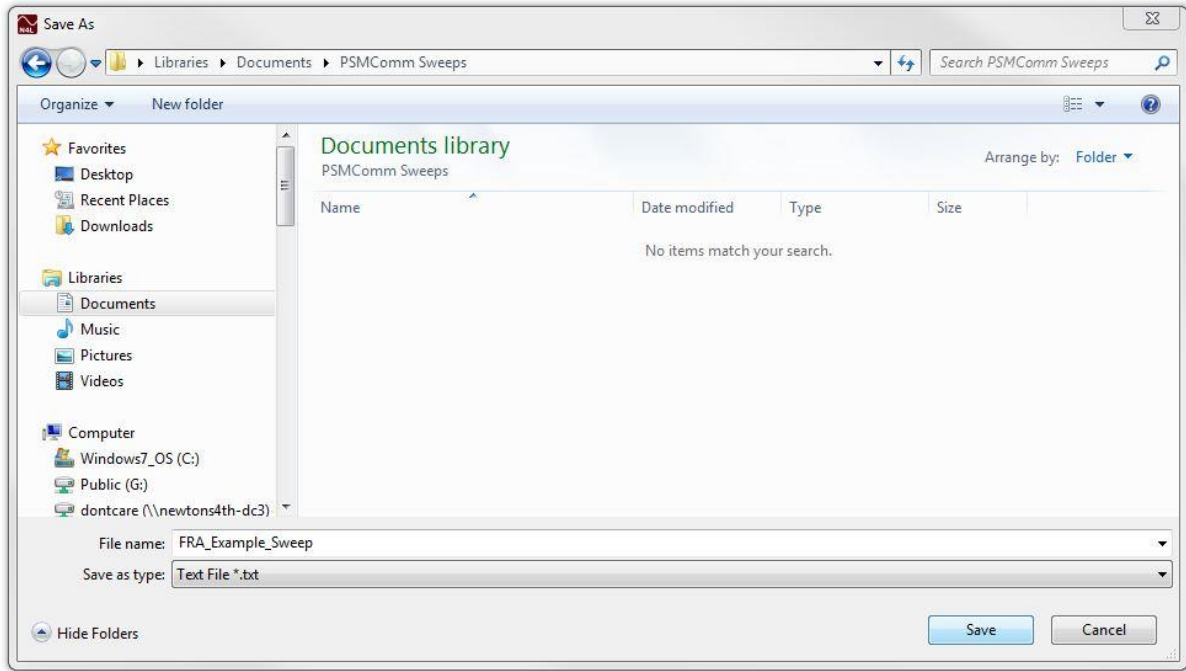 N4L Save As
Libraries Documents PSMComm Sweeps Search PSMComm Sweeps
Organize New folder
Favorites
Desktop
Recent Places
Downloads
Libraries
Documents
Music
Pictures
Videos
Computer
Windows7_OS (C:)
Public (G:)
dontcare (\\newtons4th-dc3)
Documents library
PSMComm Sweeps
Arrange by: Folder
Name Date modified Type Size
No items match your search.
File name: FRA_Example_Sweep
Save as type: Text File *.txt
Hide Folders Save Cancel